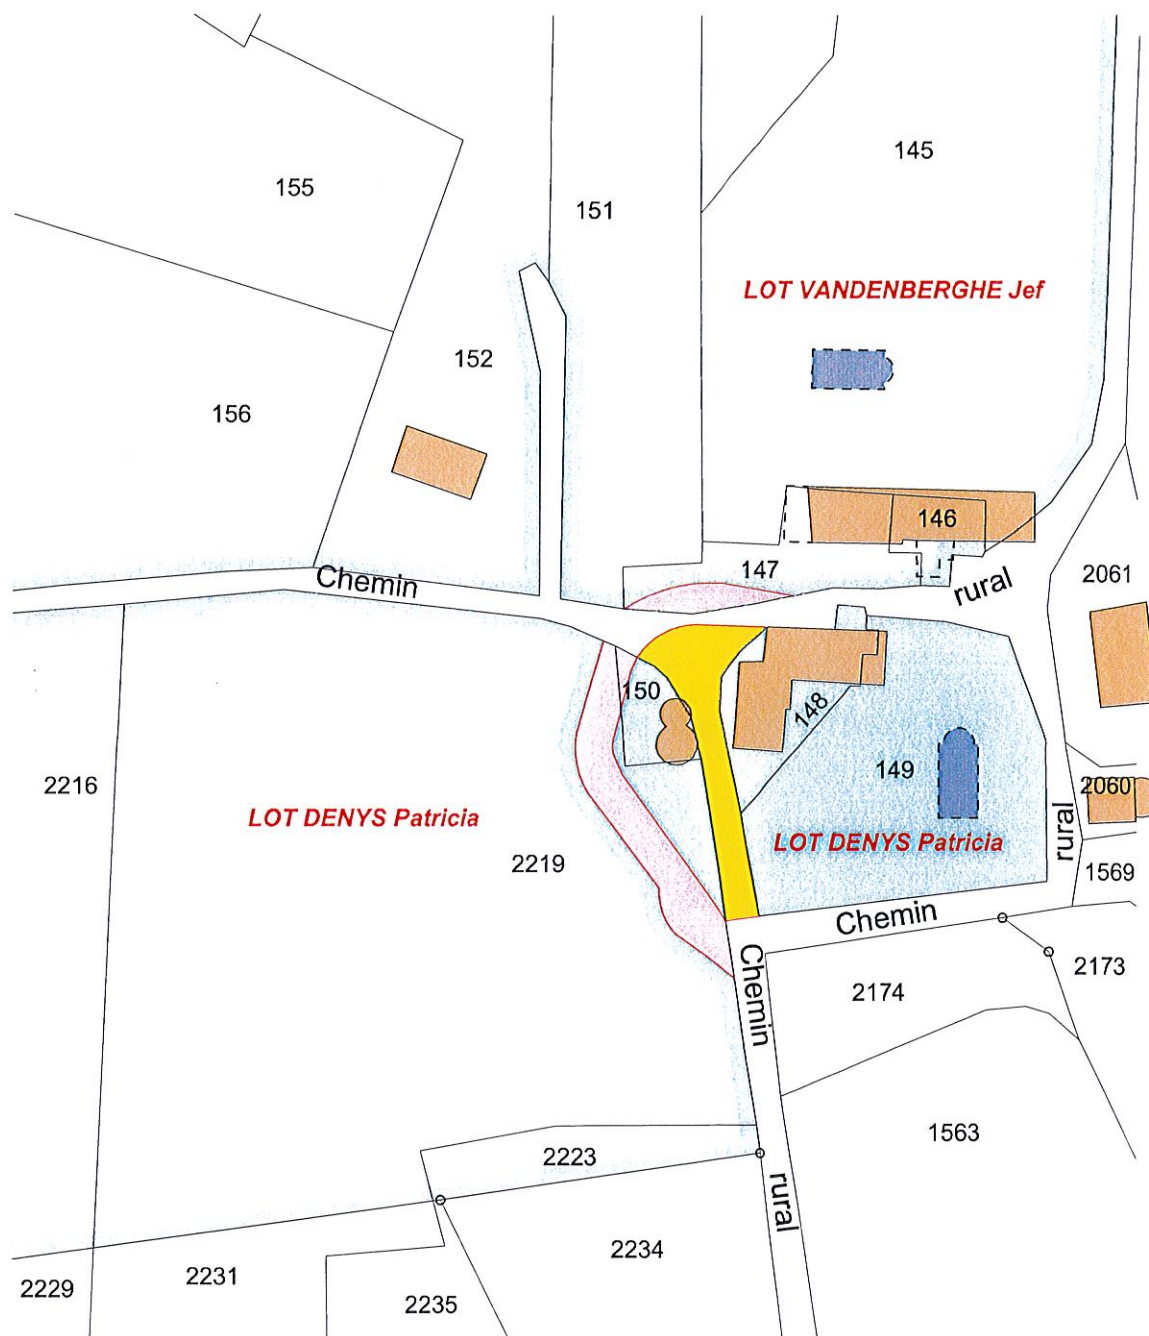 145
155
151
LOT VANDENBERGHE Jef
152
156
146
147
2061
Chemin
rural
150
148
149
2216
2060
LOT DENYS Patricia
LOT DENYS Patricia
rural
2219
1569
Chemin
Chemin
2173
2174
1563
2223
rural
2234
2231
2229
2235